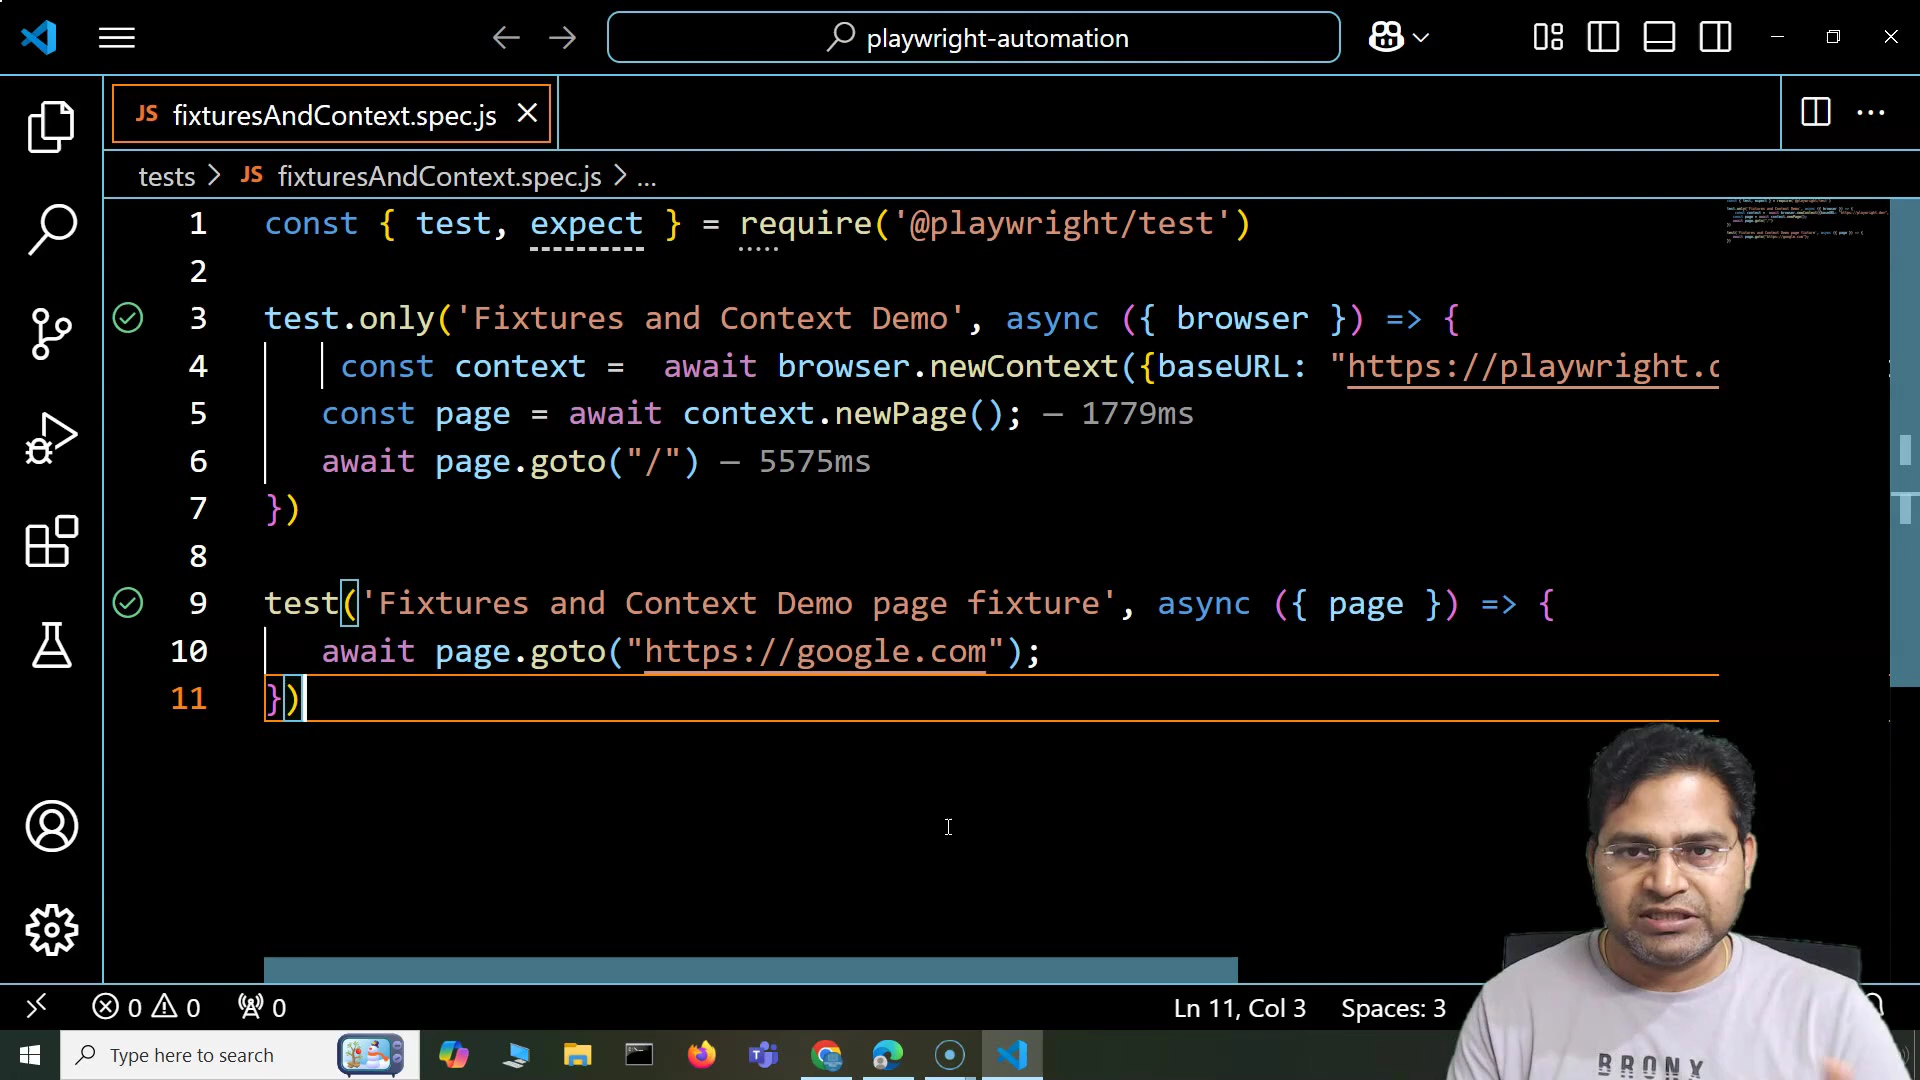 playwright-automation
JS fixturesAndContext.spec.js
tests > JS fixturesAndContext.spec.js > ...
1 const { test, expect } = require('@playwright/test')
2
3 test.only('Fixtures and Context Demo', async ({ browser }) => {
4 const context = await browser.newContext({baseURL: "https://playwright.
5 const page = await context.newPage(); — 1779ms
6 await page.goto("/") — 5575ms
7 })
8
9 test('Fixtures and Context Demo page fixture', async ({ page }) => {
10 await page.goto("https://google.com");
11 })
0 0 0
Ln 11, Col 3 Spaces: 3
Type here to search
BRONX